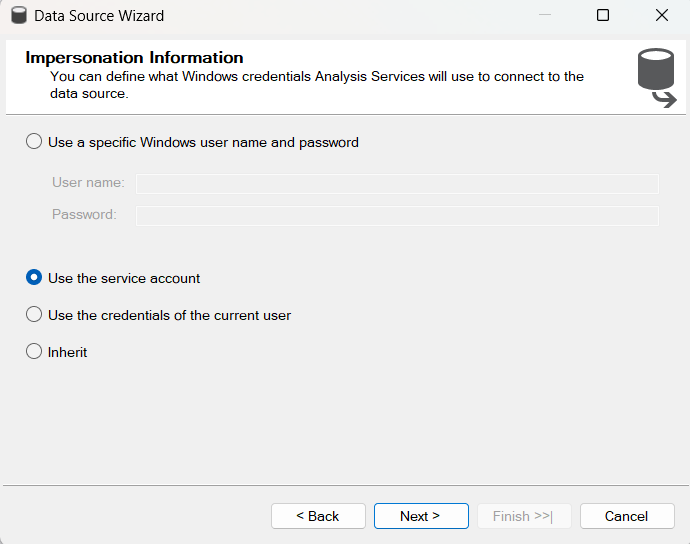 Data Source Wizard
Impersonation Information
You can define what Windows credentials Analysis Services will use to connect to the
data source.
Use a specific Windows user name and password
User name:
Password:
Use the service account
Use the credentials of the current user
Inherit
< Back
Next >
Finish >>|
Cancel